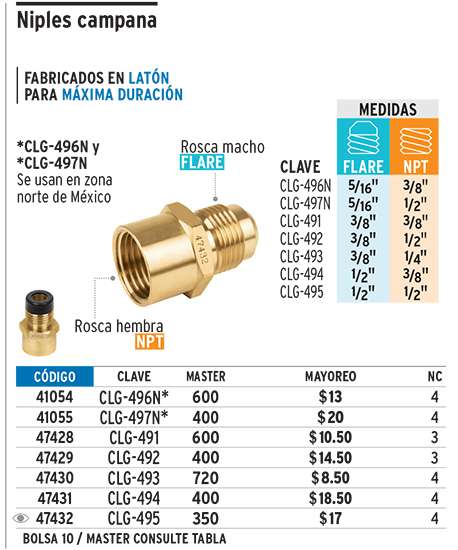 Niples campana
FABRICADOS EN LATÓN
PARA MÁXIMA DURACIÓN
*CLG-496N y
*CLG-497N
Se usan en zona
norte de México
Rosca macho
FLARE
47432
Rosca hembra
NPT
MEDIDAS
CLAVE FLARE NPT
CLG-496N 5/16" 3/8"
CLG-497N 5/16" 1/2"
CLG-491 3/8" 3/8"
CLG-492 3/8" 1/2"
CLG-493 3/8" 1/4"
CLG-494 1/2" 3/8"
CLG-495 1/2" 1/2"
CÓDIGO CLAVE MASTER MAYOREO NC
41054 CLG-496N* 600 $13 4
41055 CLG-497N* 400 $20 4
47428 CLG-491 600 $10.50 3
47429 CLG-492 400 $14.50 3
47430 CLG-493 720 $8.50 4
47431 CLG-494 400 $18.50 4
47432 CLG-495 350 $17 4
BOLSA 10 / MASTER CONSULTE TABLA